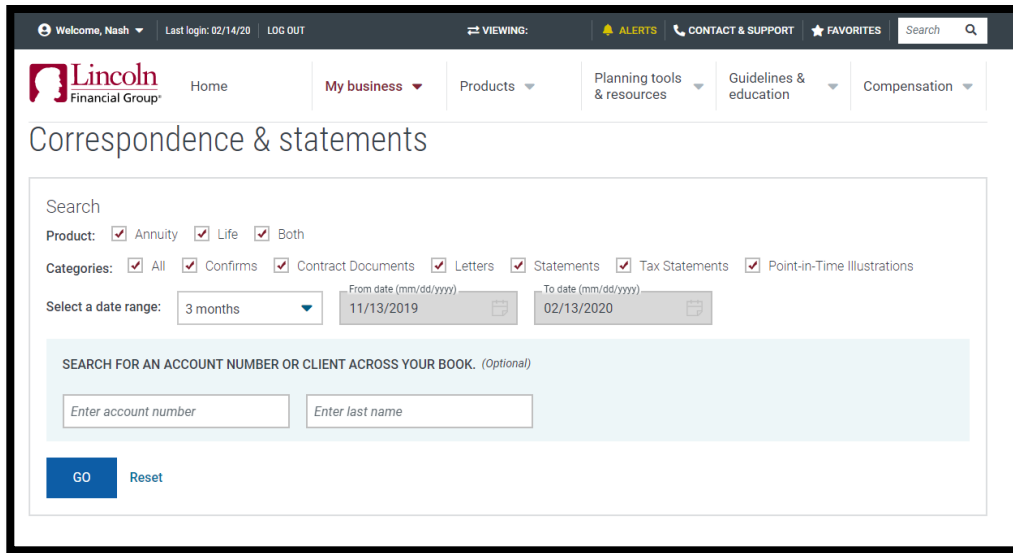 Welcome, Nash Last login: 02/14/20 LOG OUT VIEWING: ALERTS CONTACT & SUPPORT FAVORITES Search
Lincoln
Financial Group®
Home My business Products Planning tools & resources Guidelines & education Compensation
Correspondence & statements
Search
Product: Annuity Life Both
Categories: All Confirms Contract Documents Letters Statements Tax Statements Point-in-Time Illustrations
Select a date range: 3 months From date (mm/dd/yyyy) 11/13/2019 To date (mm/dd/yyyy) 02/13/2020
SEARCH FOR AN ACCOUNT NUMBER OR CLIENT ACROSS YOUR BOOK. (Optional)
Enter account number Enter last name
GO Reset